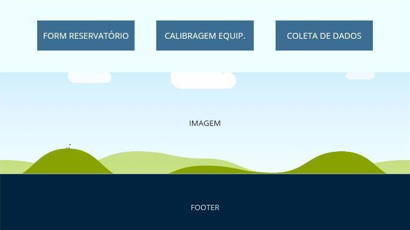 FORM RESERVATÓRIO
CALIBRAGEM EQUIP.
COLETA DE DADOS
IMAGEM
FOOTER